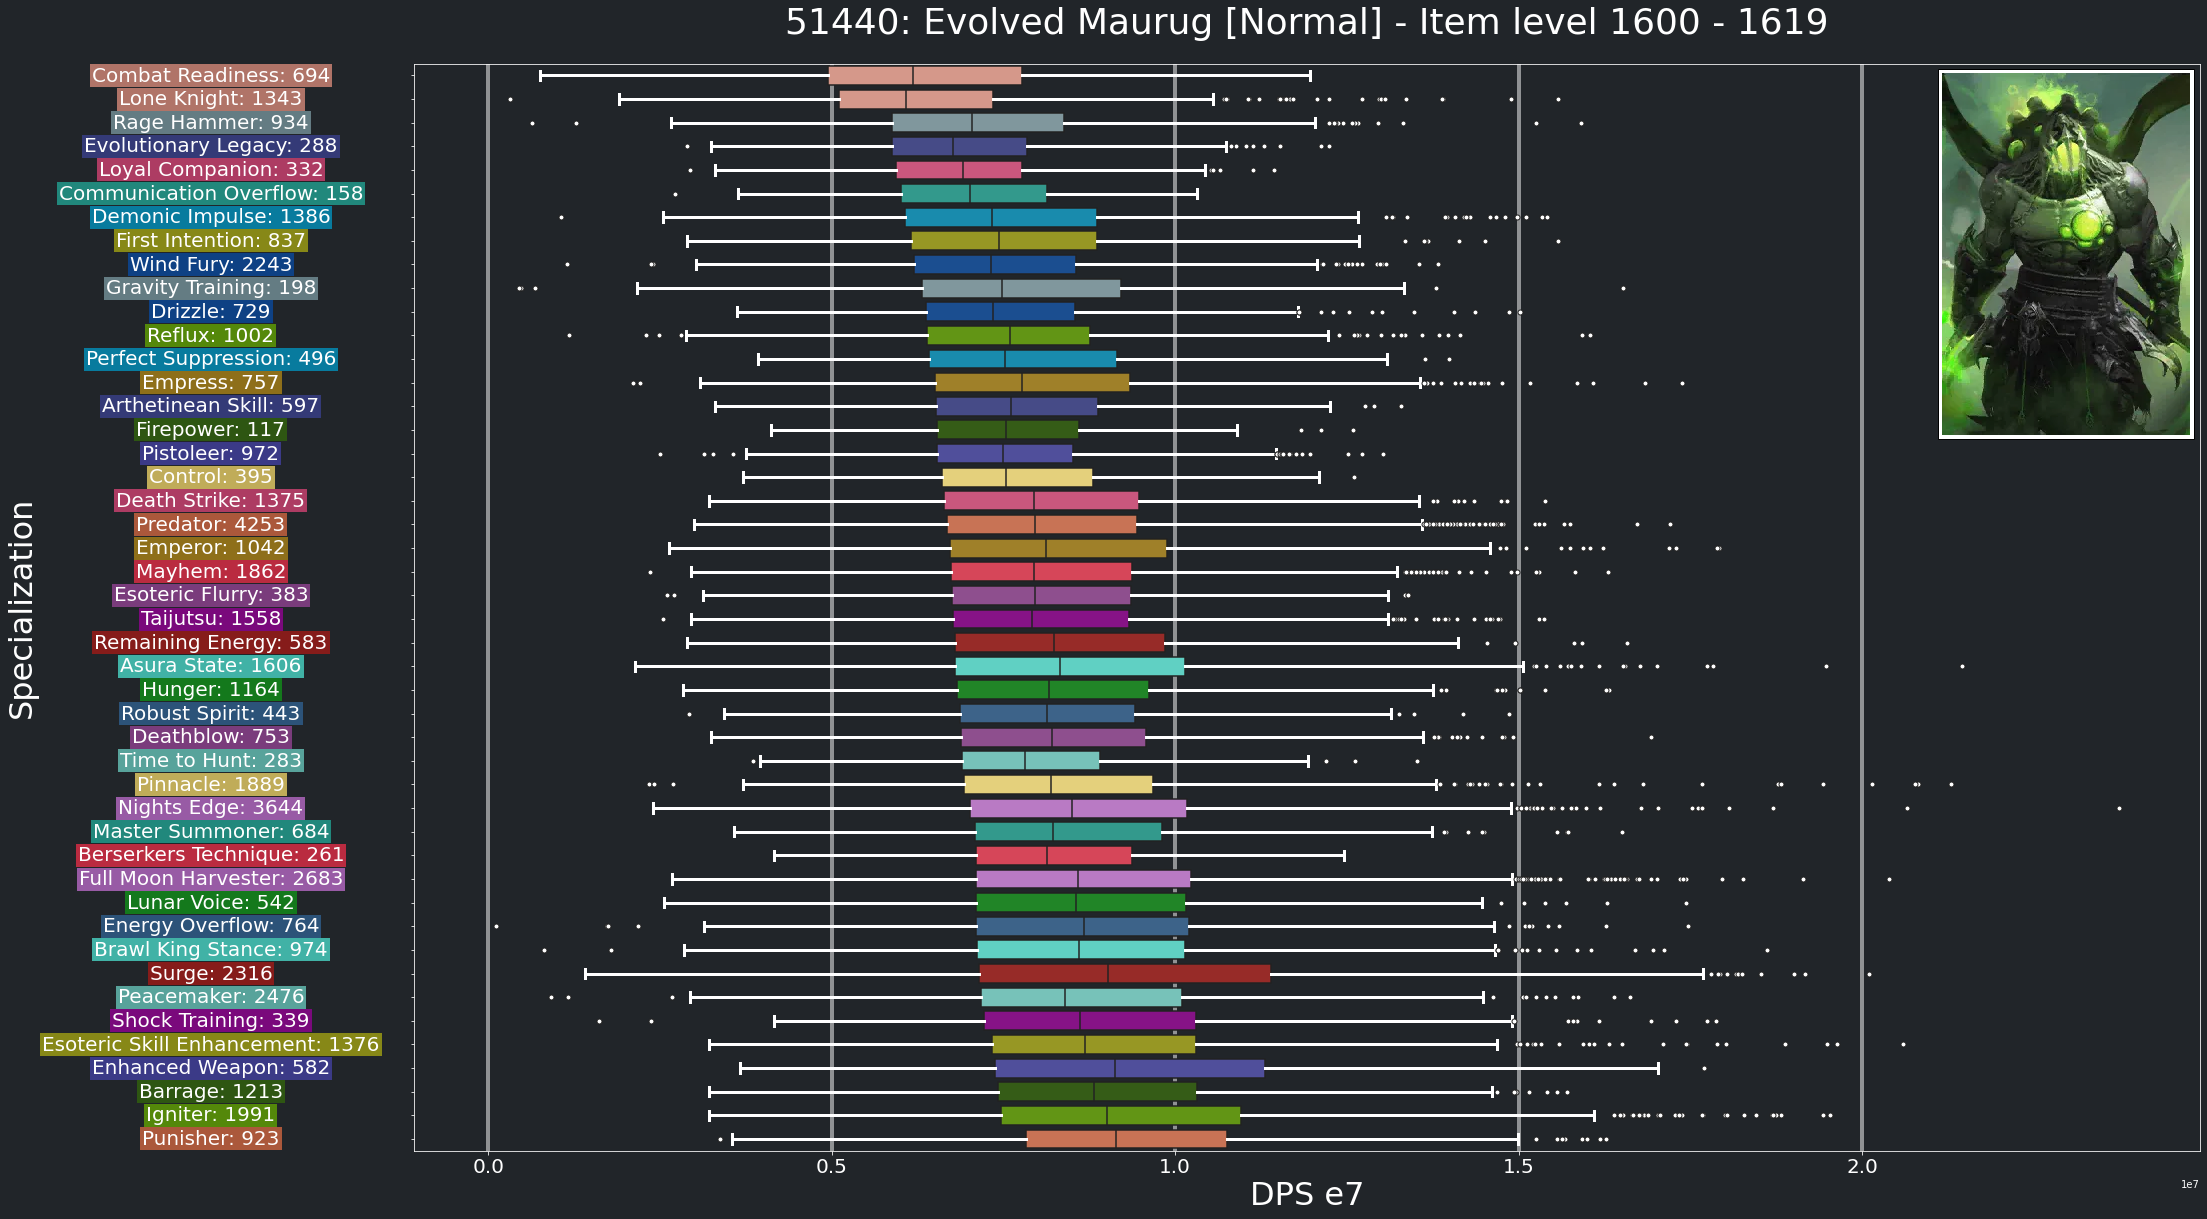 51440: Evolved Maurug [Normal] - Item level 1600 - 1619
Specialization
Combat Readiness: 694
Lone Knight: 1343
Rage Hammer: 934
Evolutionary Legacy: 288
Loyal Companion: 332
Communication Overflow: 158
Demonic Impulse: 1386
First Intention: 837
Wind Fury: 2243
Gravity Training: 198
Drizzle: 729
Reflux: 1002
Perfect Suppression: 496
Empress: 757
Arthetinean Skill: 597
Firepower: 117
Pistoleer: 972
Control: 395
Death Strike: 1375
Predator: 4253
Emperor: 1042
Mayhem: 1862
Esoteric Flurry: 383
Taijutsu: 1558
Remaining Energy: 583
Asura State: 1606
Hunger: 1164
Robust Spirit: 443
Deathblow: 753
Time to Hunt: 283
Pinnacle: 1889
Nights Edge: 3644
Master Summoner: 684
Berserkers Technique: 261
Full Moon Harvester: 2683
Lunar Voice: 542
Energy Overflow: 764
Brawl King Stance: 974
Surge: 2316
Peacemaker: 2476
Shock Training: 339
Esoteric Skill Enhancement: 1376
Enhanced Weapon: 582
Barrage: 1213
Igniter: 1991
Punisher: 923
0.0 0.5 1.0 1.5 2.0
DPS e7
1e7